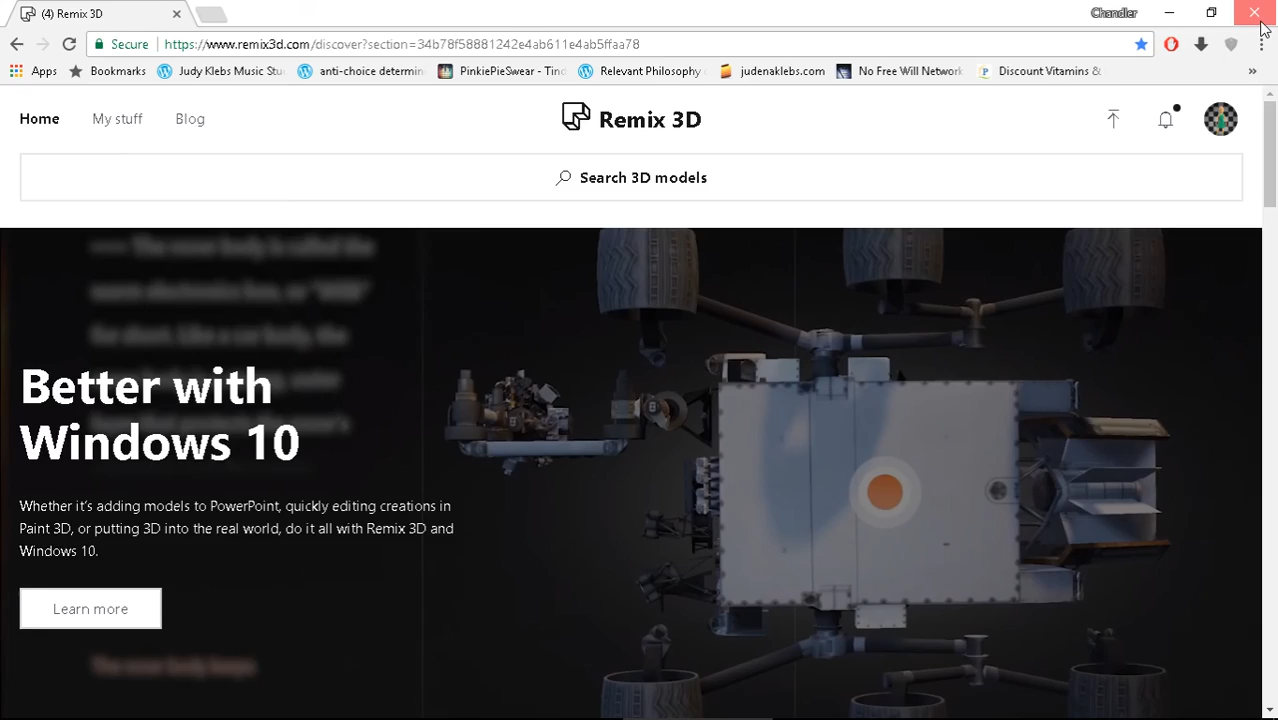 (4) Remix 3D
Chandler
Secure
https://www.remix3d.com/discover?section=34b78f58881242e4ab611e4ab5ffaa78
Apps
Bookmarks
Judy Klebs Music Stu
anti-choice determin
PinkiePieSwear - Tind
Relevant Philosophy
judenaklebs.com
No Free Will Network
Discount Vitamins &
Home
My stuff
Blog
Remix 3D
Search 3D models
Better with
Windows 10
Whether it's adding models to PowerPoint, quickly editing creations in
Paint 3D, or putting 3D into the real world, do it all with Remix 3D and
Windows 10.
Learn more